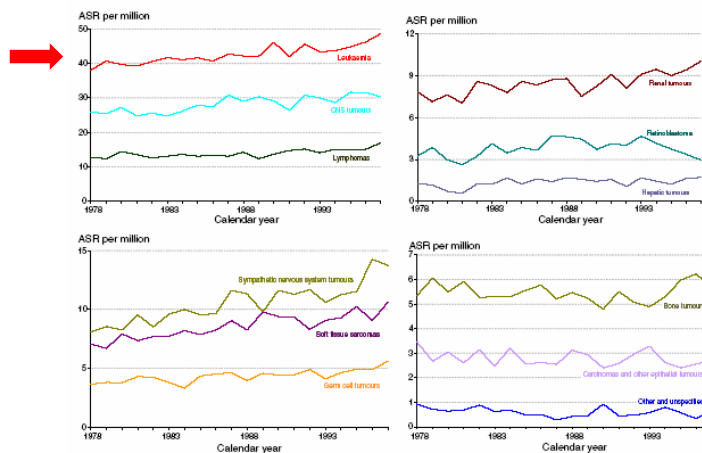 ASR per million
50
40
30
20
10
0
Leukaemia
CNS tumours
Lymphomas
1978
1983
1988
1993
Calendar year
ASR per million
12
9
6
3
0
Renal tumours
Retinoblastoma
Hepatic tumours
1978
1983
1988
1993
Calendar year
ASR per million
15
10
5
0
Sympathetic nervous system tumours
Soft tissue sarcomas
Germ cell tumours
1978
1983
1988
1993
Calendar year
ASR per million
7
6
5
4
3
2
1
0
Bone tumour
Carcinomas and other epithelial tumour
Other and unspecified
1978
1983
1988
1993
Calendar year